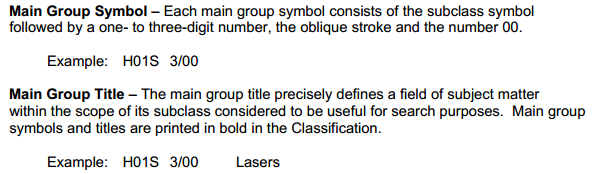 Main Group Symbol – Each main group symbol consists of the subclass symbol
followed by a one- to three-digit number, the oblique stroke and the number 00.
Example: H01S 3/00
Main Group Title – The main group title precisely defines a field of subject matter
within the scope of its subclass considered to be useful for search purposes. Main group
symbols and titles are printed in bold in the Classification.
Example: H01S 3/00 Lasers